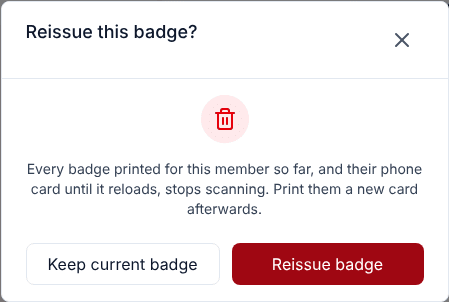 Reissue this badge?
Every badge printed for this member so far, and their phone
card until it reloads, stops scanning. Print them a new card
afterwards.
Keep current badge
Reissue badge